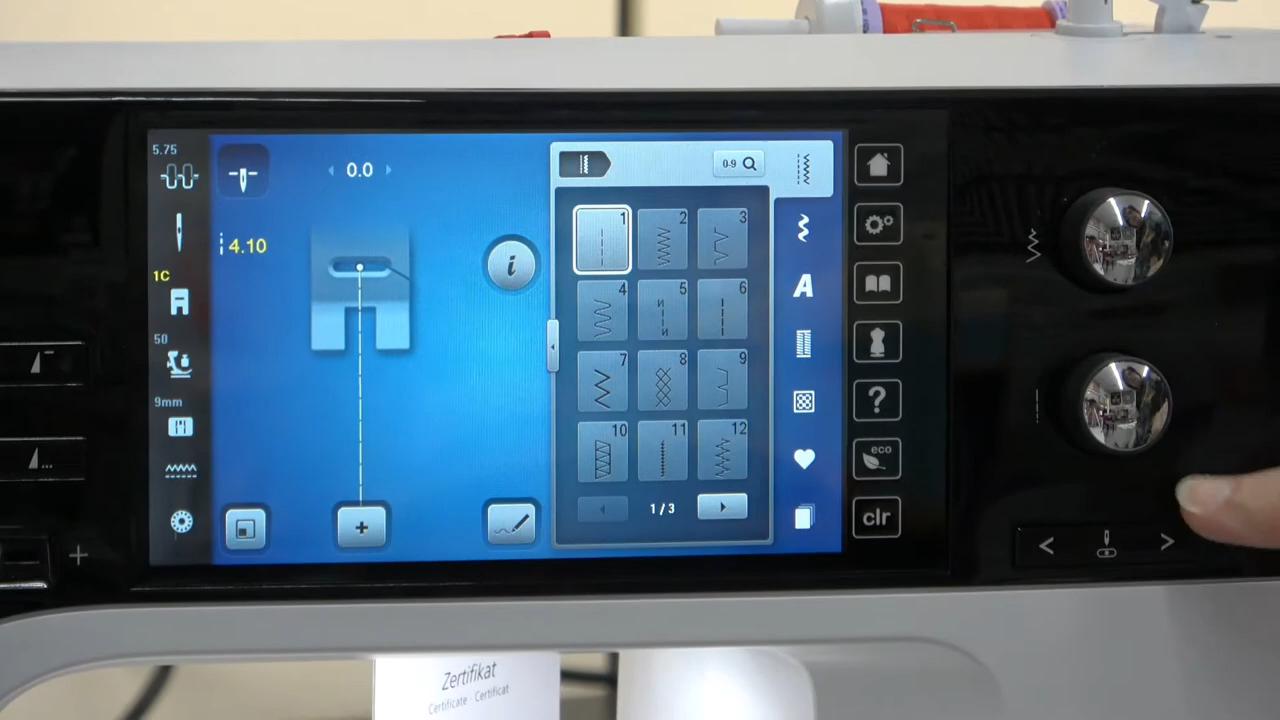 5.75
0.0
0-9
4.10
1C
50
9mm
1
2
3
4
5
6
7
8
9
10
11
12
i
A
1/3
?
eco
clr
Zertifikat
Certificate · Certificat